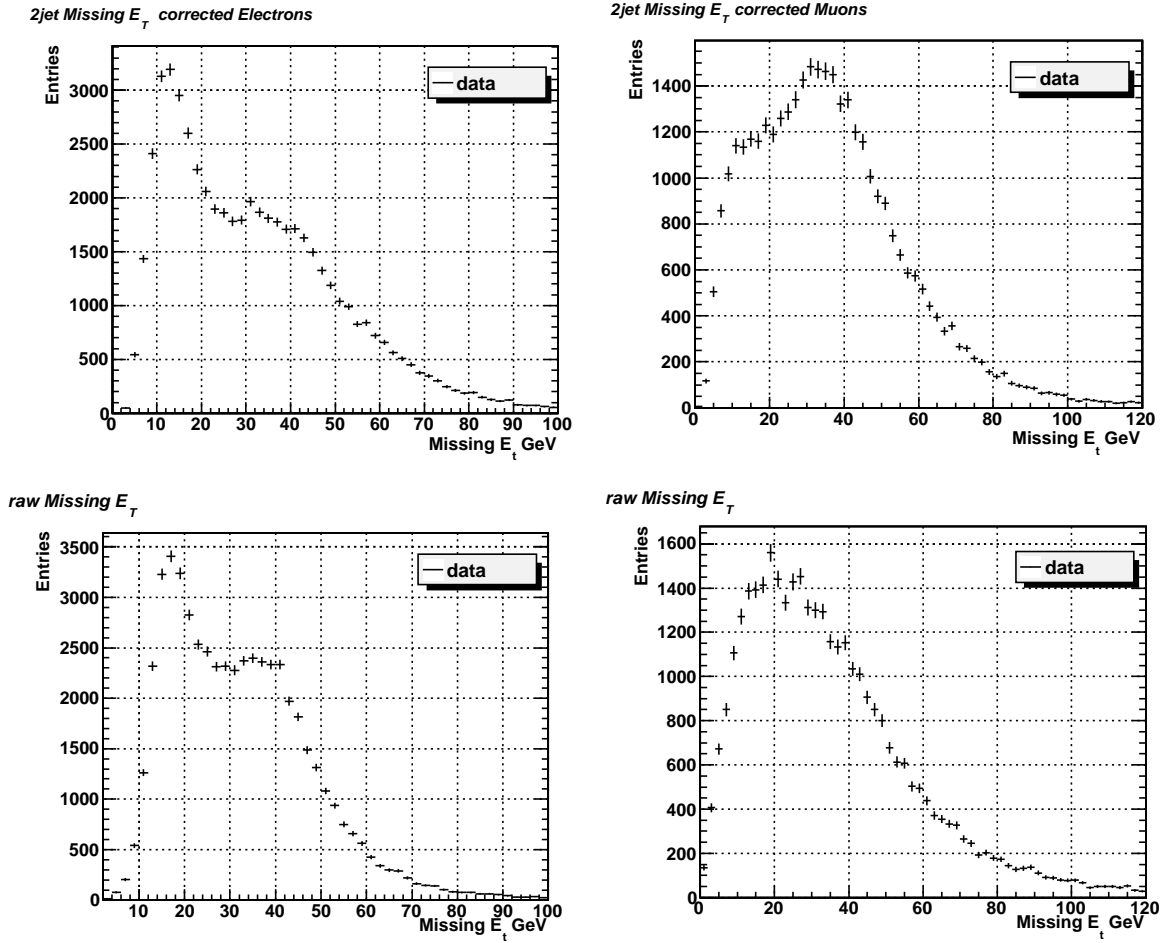 2jet Missing E_T corrected Electrons
Entries
3000
2500
2000
1500
1000
500
0
data
0 10 20 30 40 50 60 70 80 90 100
Missing E_t GeV
2jet Missing E_T corrected Muons
Entries
1400
1200
1000
800
600
400
200
0
data
0 20 40 60 80 100 120
Missing E_t GeV
raw Missing E_T
Entries
3500
3000
2500
2000
1500
1000
500
0
data
10 20 30 40 50 60 70 80 90 100
Missing E_t GeV
raw Missing E_T
Entries
1600
1400
1200
1000
800
600
400
200
0
data
0 20 40 60 80 100 120
Missing E_t GeV